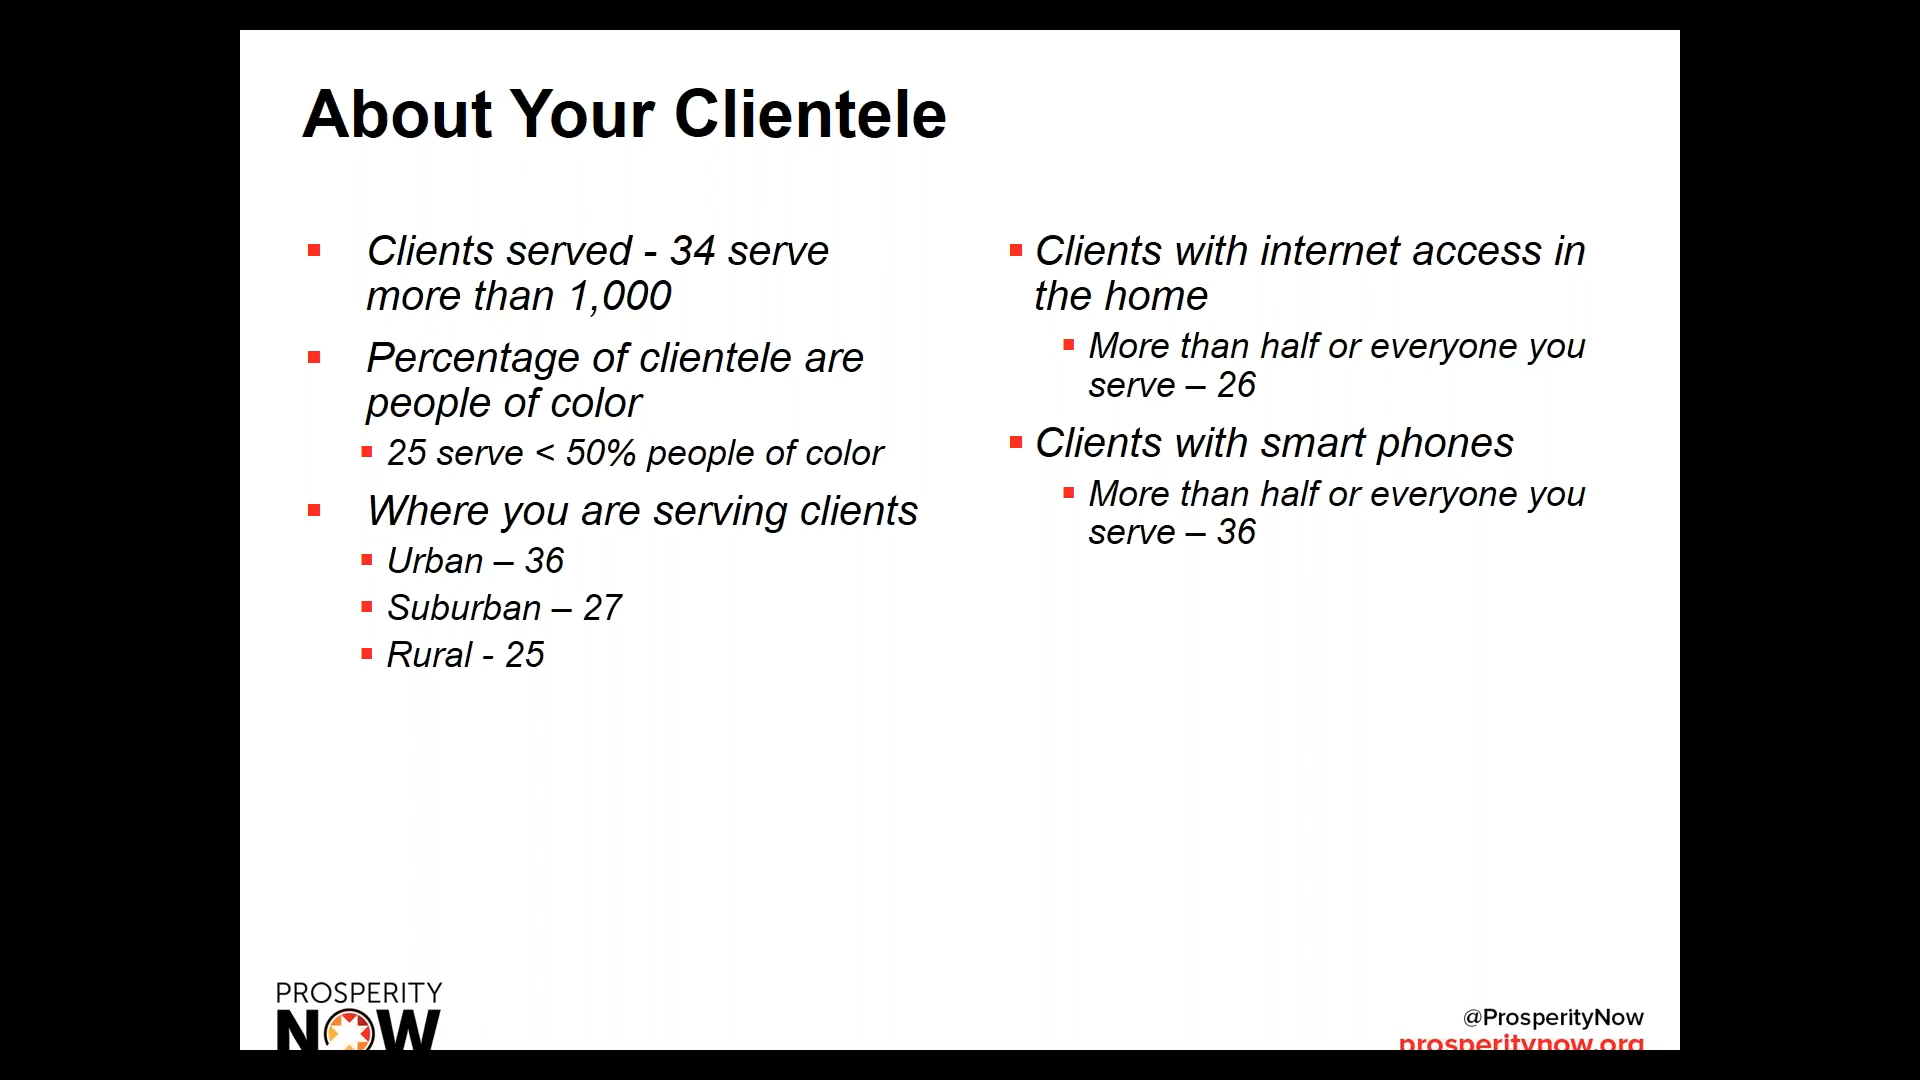 About Your Clientele
Clients served - 34 serve
more than 1,000
Percentage of clientele are
people of color
25 serve < 50% people of color
Where you are serving clients
Urban – 36
Suburban – 27
Rural - 25
Clients with internet access in
the home
More than half or everyone you
serve – 26
Clients with smart phones
More than half or everyone you
serve – 36
PROSPERITY
NOW
@ProsperityNow
prosperitynow.org